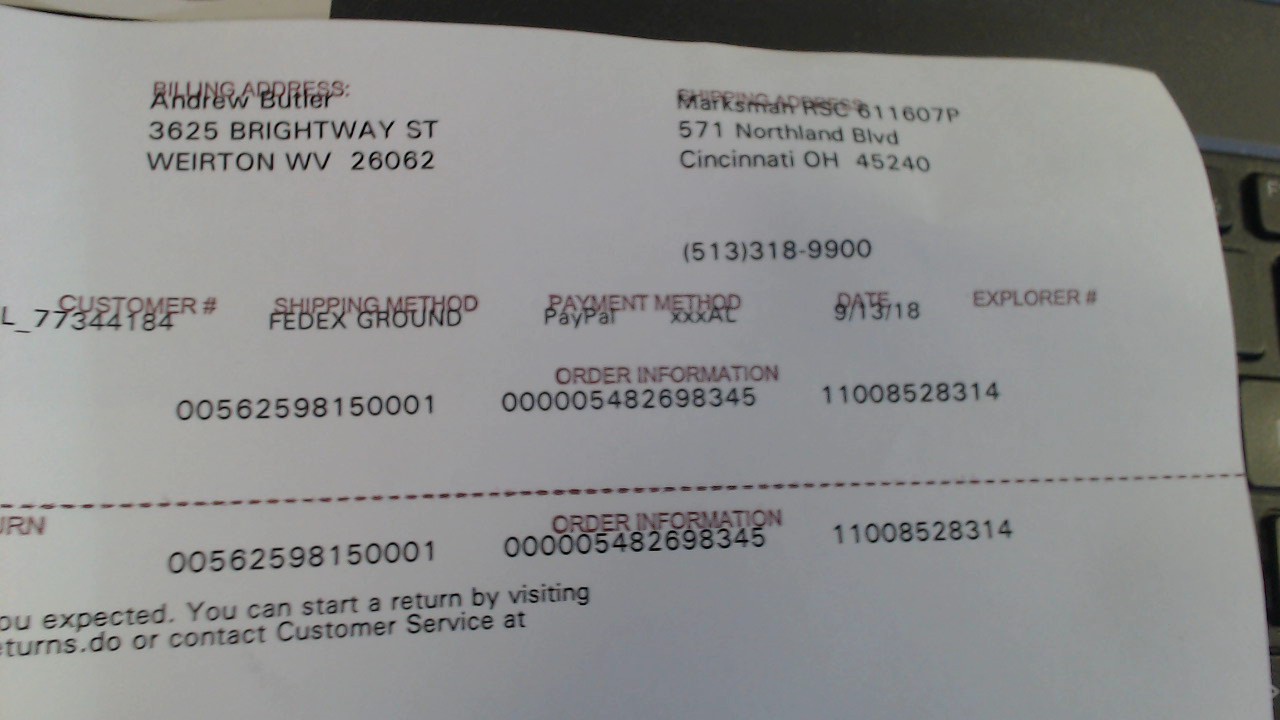 BILLING ADDRESS:
Andrew Butler
3625 BRIGHTWAY ST
WEIRTON WV 26062
SHIPPING ADDRESS:
Marksman RSC 611607P
571 Northland Blvd
Cincinnati OH 45240
(513)318-9900
CUSTOMER # SHIPPING METHOD PAYMENT METHOD DATE EXPLORER #
L_77344184 FEDEX GROUND PayPal xxxAL 9/13/18
ORDER INFORMATION
00562598150001 000005482698345 11008528314
URN ORDER INFORMATION
00562598150001 000005482698345 11008528314
ou expected. You can start a return by visiting
eturns.do or contact Customer Service at